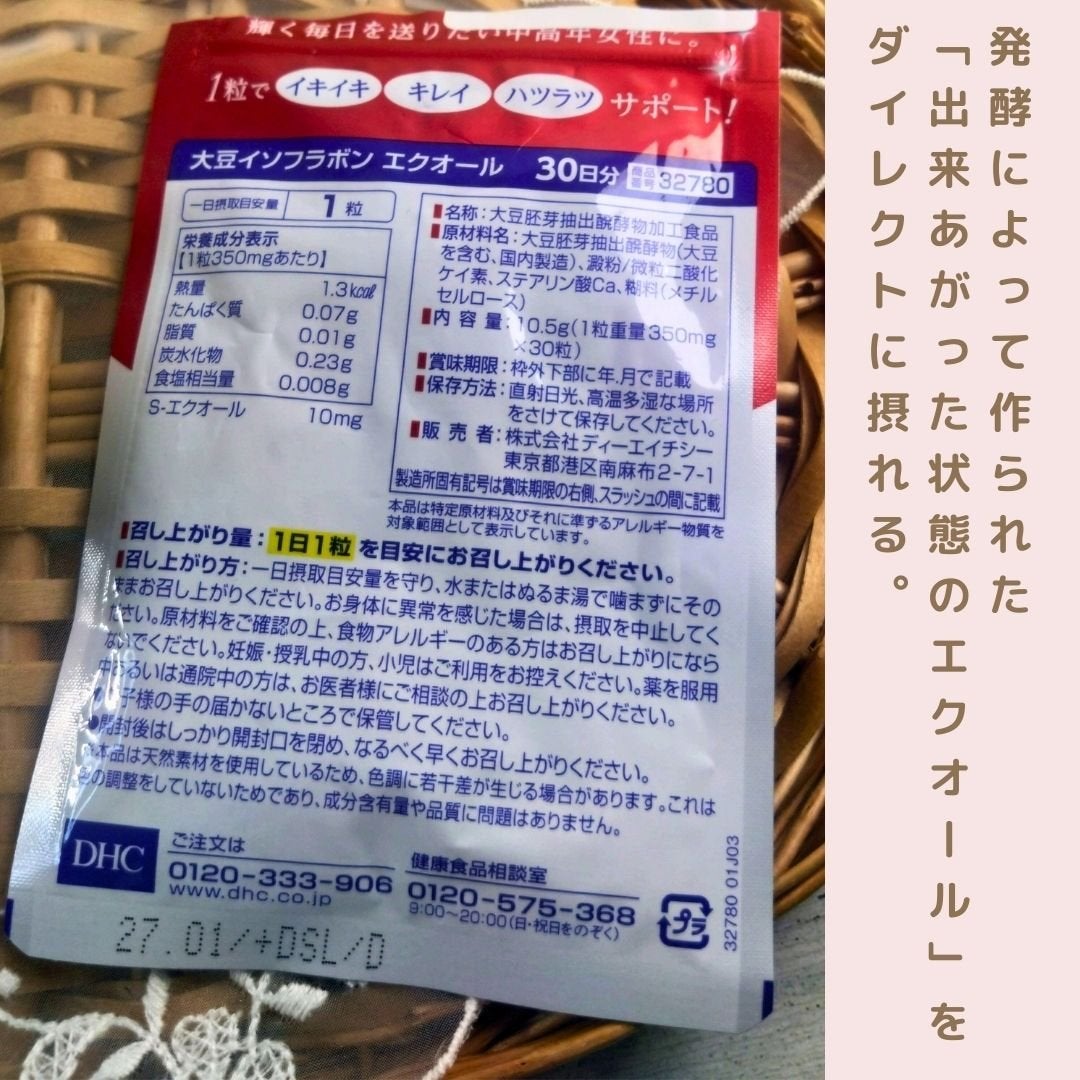 輝く毎日を送りたい中高年女性に。
1粒で イキイキ キレイ ハツラツ サポート!
大豆イソフラボン エクオール 30日分 商品番号 32780
一日摂取目安量 1粒
栄養成分表示
【1粒350mgあたり】
熱量 1.3kcal
たんぱく質 0.07g
脂質 0.01g
炭水化物 0.23g
食塩相当量 0.008g
S-エクオール 10mg
■名称:大豆胚芽抽出醗酵物加工食品
■原材料名:大豆胚芽抽出醗酵物(大豆
を含む、国内製造)、澱粉/微粒二酸化
ケイ素、ステアリン酸Ca、糊料(メチル
セルロース)
■内容量:10.5g(1粒重量350mg
×30粒)
■賞味期限:枠外下部に年.月で記載
■保存方法:直射日光、高温多湿な場所
をさけて保存してください。
■販売者:株式会社ディーエイチシー
東京都港区南麻布2-7-1
製造所固有記号は賞味期限の右側、スラッシュの間に記載
本品は特定原材料及びそれに準ずるアレルギー物質を
対象範囲として表示しています。
■召し上がり量:1日1粒を目安にお召し上がりください。
■召し上がり方:一日摂取目安量を守り、水またはぬるま湯で噛まずにその
ままお召し上がりください。お身体に異常を感じた場合は、摂取を中止してく
ださい。原材料をご確認の上、食物アレルギーのある方はお召し上がりになら
ないでください。妊娠・授乳中の方、小児はご利用をお控えください。薬を服用
中あるいは通院中の方は、お医者様にご相談の上お召し上がりください。
子様の手の届かないところで保管してください。
●開封後はしっかり開封口を閉め、なるべく早くお召し上がりください。
本品は天然素材を使用しているため、色調に若干差が生じる場合があります。これは
色の調整をしていないためであり、成分含有量や品質に問題はありません。
DHC
ご注文は
0120-333-906
www.dhc.co.jp
健康食品相談室
0120-575-368
9:00~20:00(日・祝日をのぞく)
プラ
32780 01J03
27.01/+DSL/D
発酵によって作られた
「出来あがった状態のエクオール」を
ダイレクトに摂れる。